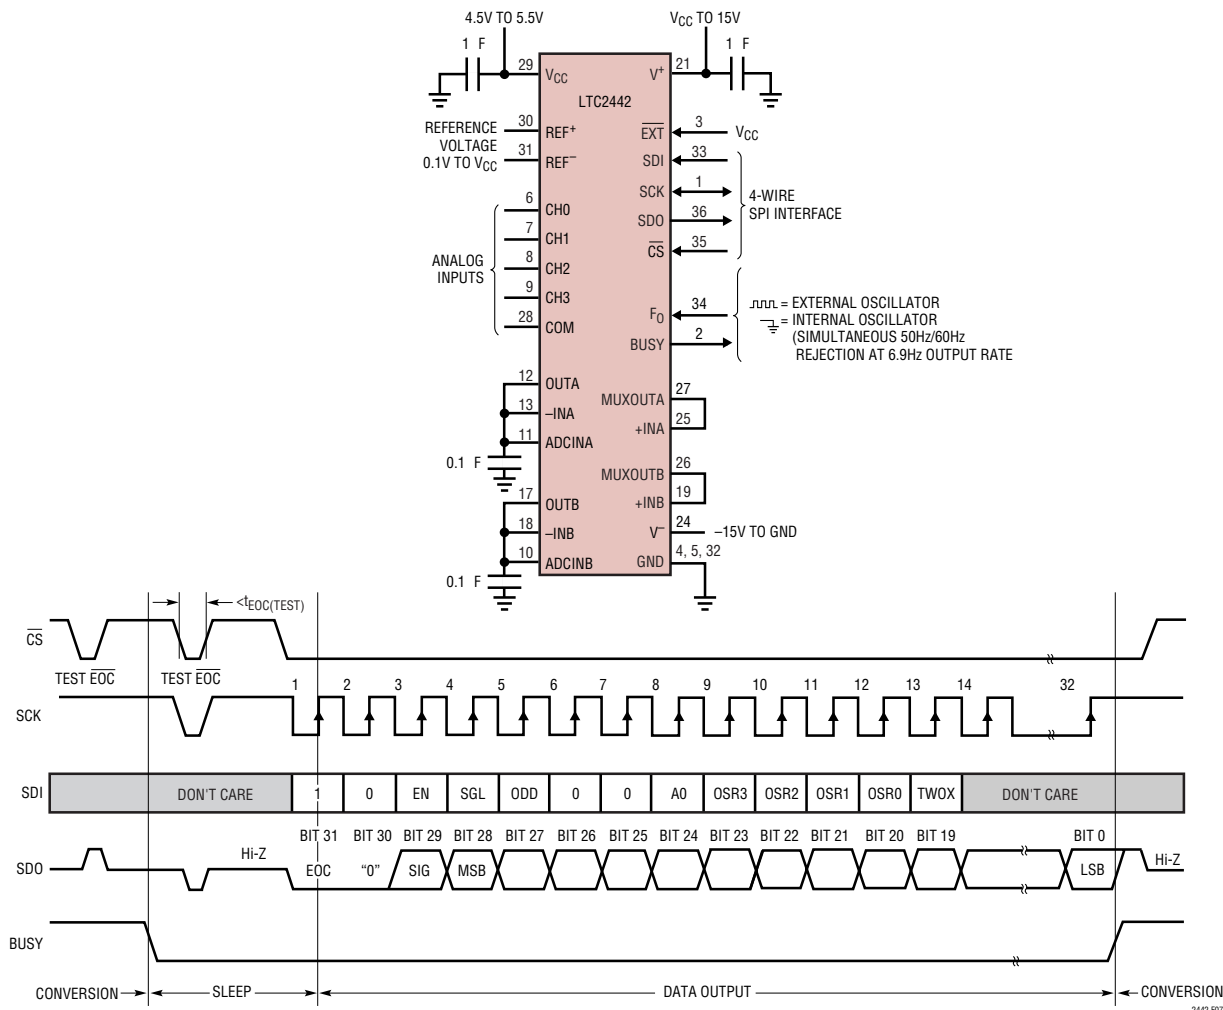 4.5V TO 5.5V
VCC TO 15V
1 F
1 F
29
VCC
V+
21
LTC2442
REFERENCE
VOLTAGE
0.1V TO VCC
30
REF+
31
REF–
EXT
3
VCC
SDI
33
SCK
1
SDO
36
CS
35
4-WIRE
SPI INTERFACE
ANALOG
INPUTS
6
CH0
7
CH1
8
CH2
9
CH3
28
COM
FO
34
BUSY
2
= EXTERNAL OSCILLATOR
= INTERNAL OSCILLATOR
(SIMULTANEOUS 50Hz/60Hz
REJECTION AT 6.9Hz OUTPUT RATE
12
OUTA
13
–INA
11
ADCINA
0.1 F
MUXOUTA
27
+INA
25
MUXOUTB
26
+INB
19
17
OUTB
18
–INB
10
ADCINB
0.1 F
V–
24
–15V TO GND
GND
4, 5, 32
<tEOC(TEST)
CS
TEST EOC
TEST EOC
SCK
1 2 3 4 5 6 7 8 9 10 11 12 13 14 32
SDI
DON'T CARE 1 0 EN SGL ODD 0 0 A0 OSR3 OSR2 OSR1 OSR0 TWOX DON'T CARE
BIT 31 BIT 30 BIT 29 BIT 28 BIT 27 BIT 26 BIT 25 BIT 24 BIT 23 BIT 22 BIT 21 BIT 20 BIT 19 BIT 0
SDO
Hi-Z EOC “0” SIG MSB LSB Hi-Z
BUSY
CONVERSION SLEEP DATA OUTPUT CONVERSION
2442 F07